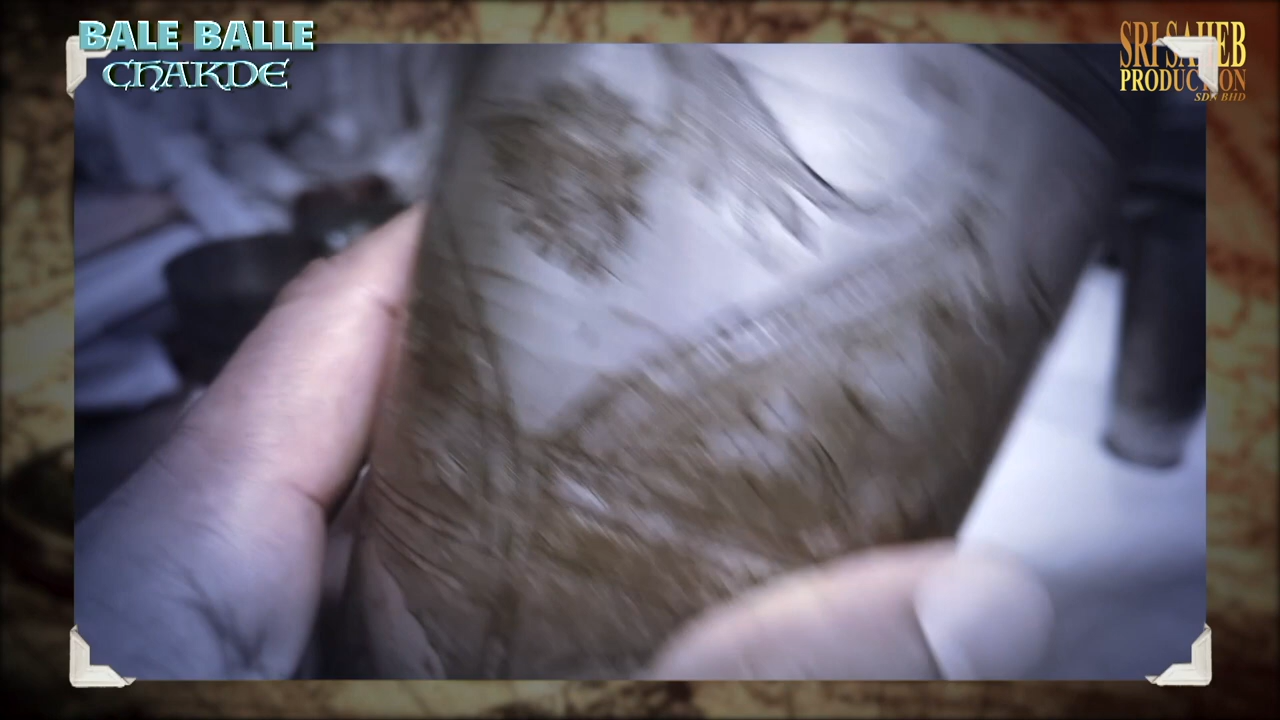 BALE BALLE
CHAKDE
SRI SAHEB
PRODUCTION
SDN BHD